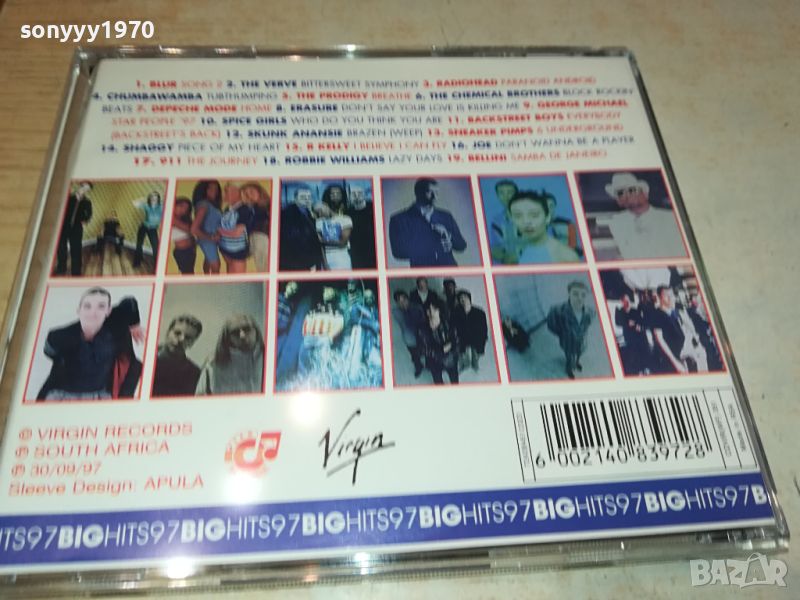 sonyyy1970
1. BLUR SONG 2 2. THE VERVE BITTERSWEET SYMPHONY 3. RADIOHEAD PARANOID ANDROID
4. CHUMBAWAMBA TUBTHUMPING 5. THE PRODIGY BREATHE 6. THE CHEMICAL BROTHERS BLOCK ROCKIN'
BEATS 7. DEPECHE MODE HOME 8. ERASURE DON'T SAY YOUR LOVE IS KILLING ME 9. GEORGE MICHAEL
STAR PEOPLE '97 10. SPICE GIRLS WHO DO YOU THINK YOU ARE 11. BACKSTREET BOYS EVERYBODY
(BACKSTREET'S BACK) 12. SKUNK ANANSIE BRAZEN (WEEP) 13. SNEAKER PIMPS 6 UNDERGROUND
14. SHAGGY PIECE OF MY HEART 15. R KELLY I BELIEVE I CAN FLY 16. JOE DON'T WANNA BE A PLAYER
17. 911 THE JOURNEY 18. ROBBIE WILLIAMS LAZY DAYS 19. BELLINI SAMBA DE JANEIRO
© VIRGIN RECORDS
℗ SOUTH AFRICA
℗ 30/09/97
Sleeve Design: APULA
Virgin
6 002140 839728
ITS97BIGHITS97BIGHITS97BIGHITS97BIGHITS97BIGHITS97BIGHITS97B
BAZAR